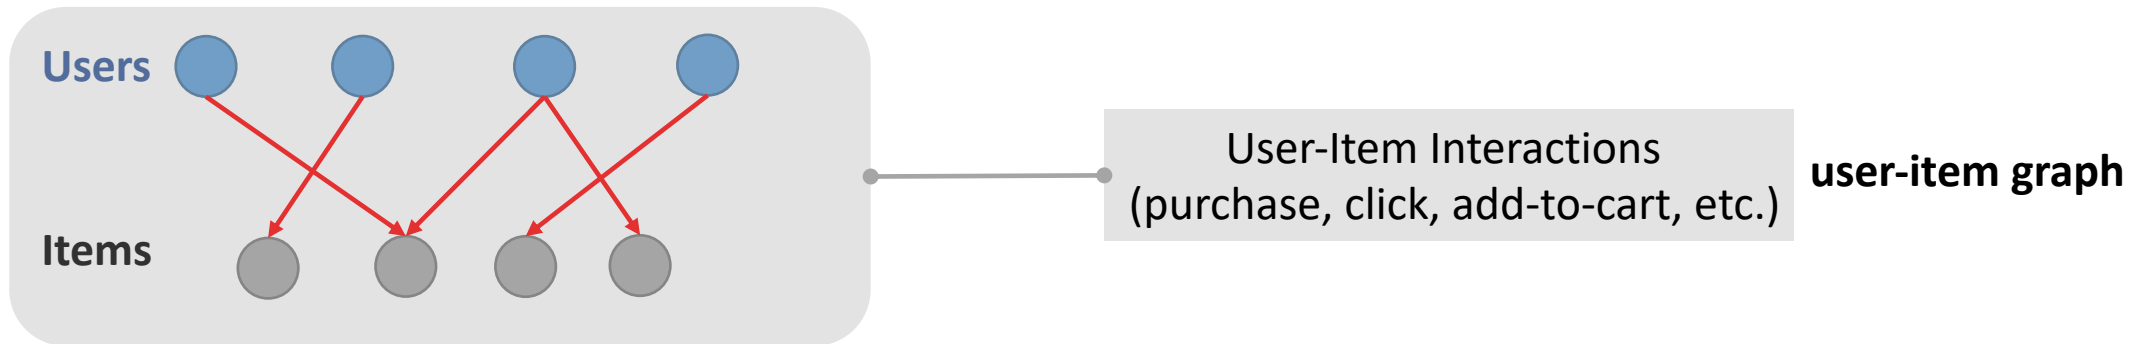 Users
Items
User-Item Interactions
(purchase, click, add-to-cart, etc.)
user-item graph